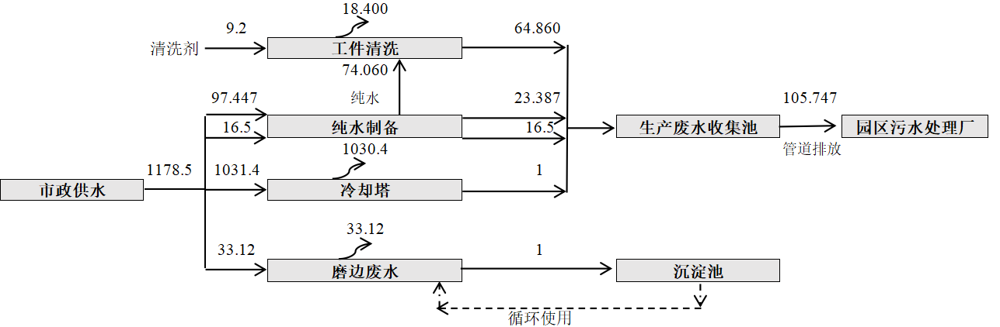 18.400
9.2
64.860
清洗剂
工件清洗
74.060
纯水
97.447
23.387
105.747
16.5
纯水制备
16.5
生产废水收集池
园区污水处理厂
1030.4
管道排放
1178.5
1031.4
1
市政供水
冷却塔
33.12
33.12
1
磨边废水
沉淀池
循环使用